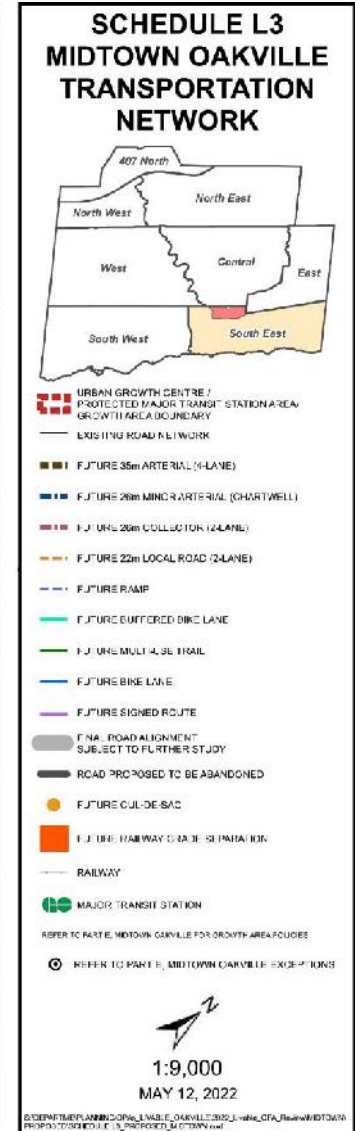 SCHEDULE L3
MIDTOWN OAKVILLE
TRANSPORTATION
NETWORK
407 North
North East
North West
West
Central
East
South West
South East
URBAN GROWTH CENTRE /
PROTECTED MAJOR TRANSIT STATION AREA/
GROWTH AREA BOUNDARY
EXISTING ROAD NETWORK
FUTURE 35m ARTERIAL (4-LANE)
FUTURE 26m MINOR ARTERIAL (CHARTWELL)
FUTURE 26m COLLECTOR (2-LANE)
FUTURE 22m LOCAL ROAD (2-LANE)
FUTURE RAMP
FUTURE BUFFERED BIKE LANE
FUTURE MULTI-USE TRAIL
FUTURE BIKE LANE
FUTURE SIGNED ROUTE
FINAL ROAD ALIGNMENT
SUBJECT TO FURTHER STUDY
ROAD PROPOSED TO BE ABANDONED
FUTURE CUL-DE-SAC
FUTURE RAILWAY GRADE SEPARATION
RAILWAY
MAJOR TRANSIT STATION
REFER TO PART E, MIDTOWN OAKVILLE FOR GROWTH AREA POLICIES
REFER TO PART E, MIDTOWN OAKVILLE EXCEPTIONS
Z
1:9,000
MAY 12, 2022